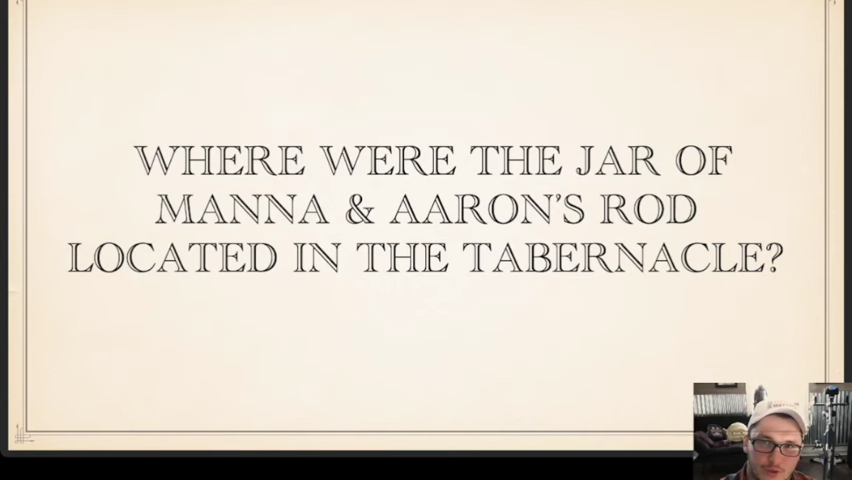 WHERE WERE THE JAR OF
MANNA & AARON'S ROD
LOCATED IN THE TABERNACLE?